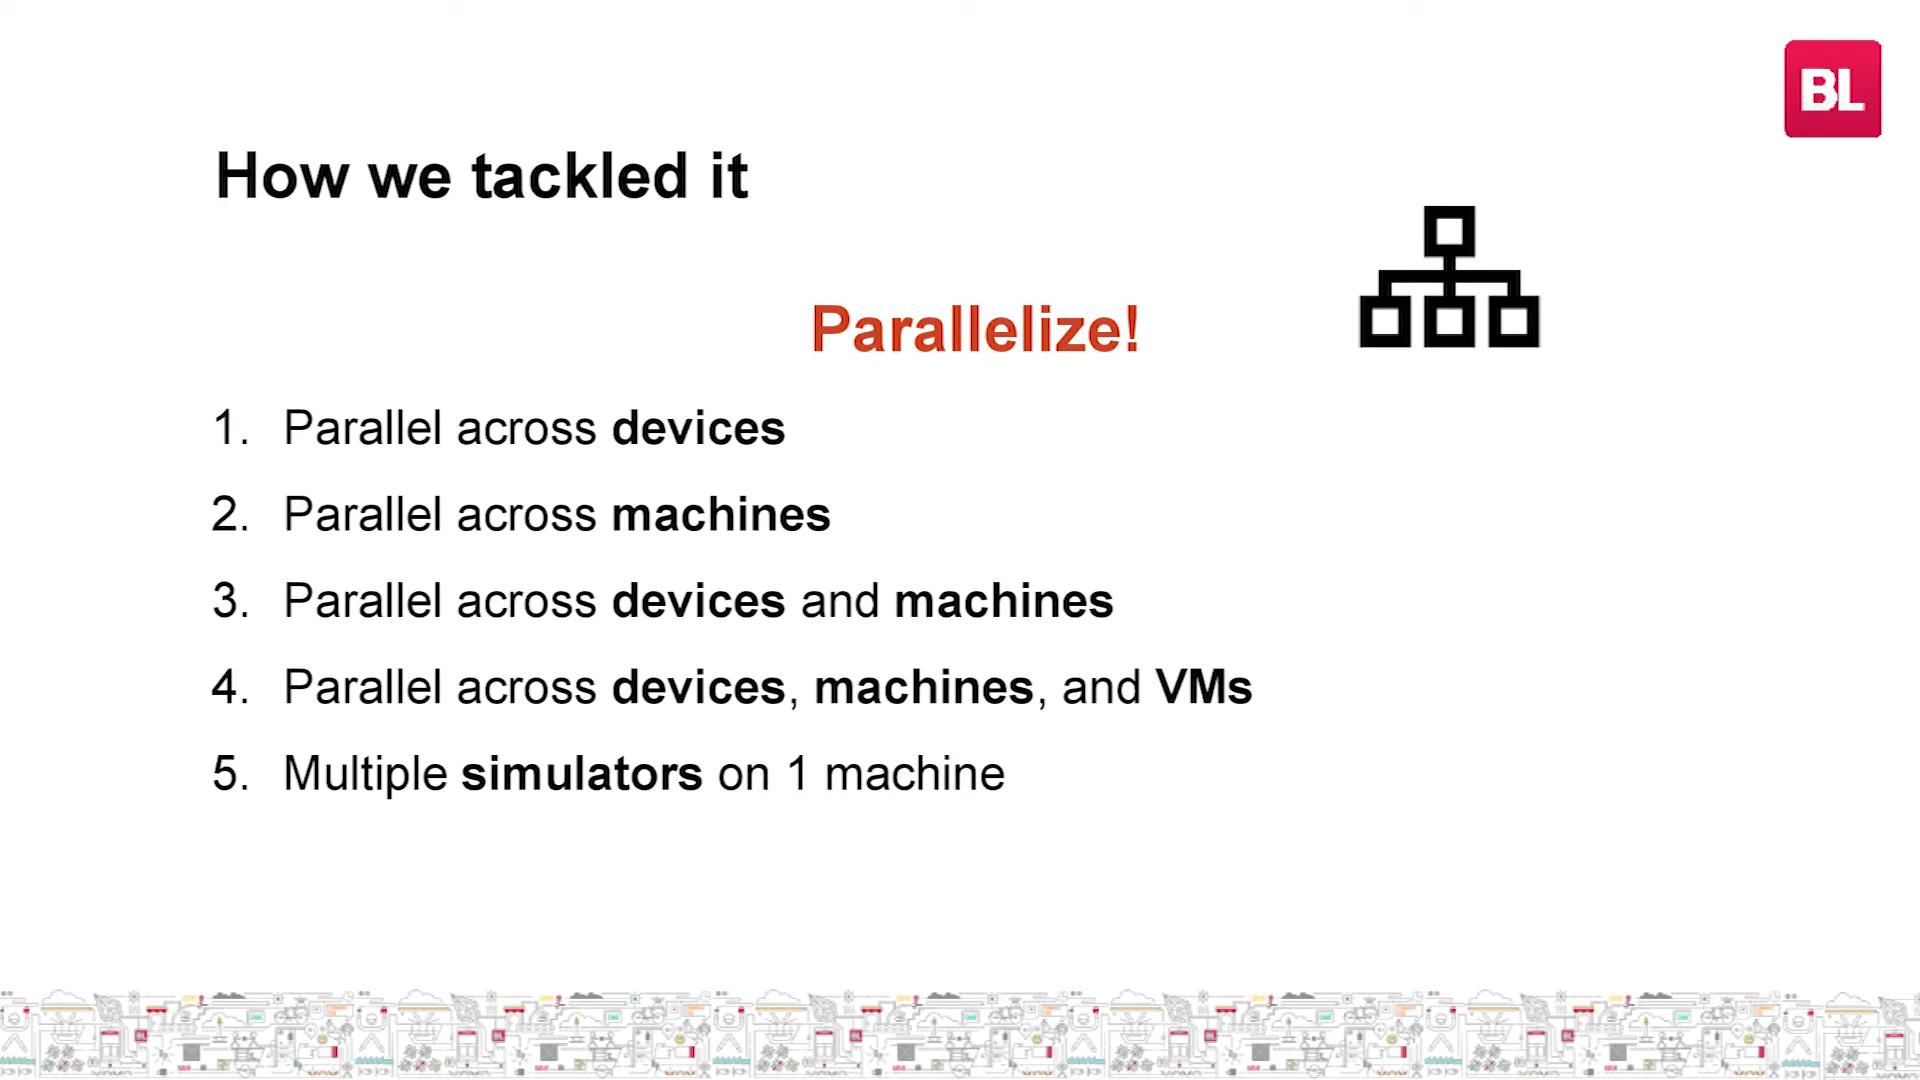 BL
How we tackled it
Parallelize!
1. Parallel across devices
2. Parallel across machines
3. Parallel across devices and machines
4. Parallel across devices, machines, and VMs
5. Multiple simulators on 1 machine